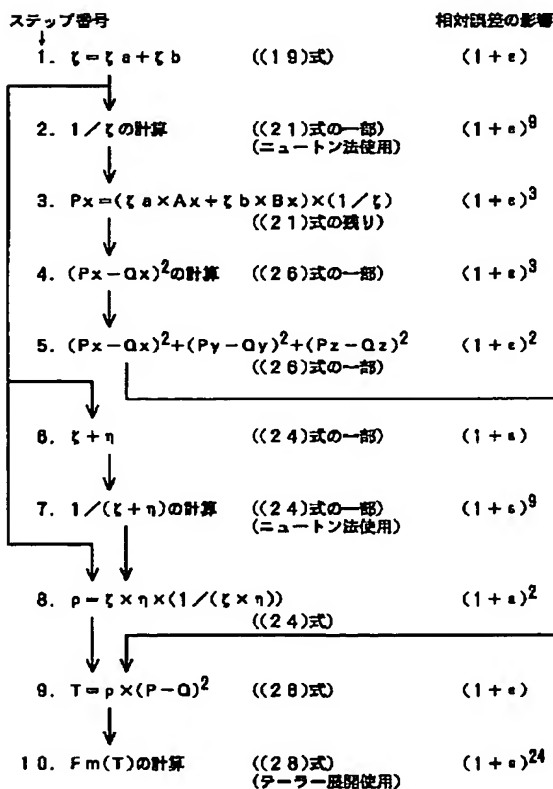 ステップ番号 相対誤差の影響
1. ζ=ζa+ζb ((19)式) (1+ε)
2. 1/ζの計算 ((21)式の一部) (1+ε)9
(ニュートン法使用)
3. Px=(ζa×Ax+ζb×Bx)×(1/ζ) (1+ε)3
((21)式の残り)
4. (Px-Qx)2の計算 ((26)式の一部) (1+ε)3
5. (Px-Qx)2+(Py-Qy)2+(Pz-Qz)2 (1+ε)2
((26)式の一部)
6. ζ+η ((24)式の一部) (1+ε)
7. 1/(ζ+η)の計算 ((24)式の一部) (1+ε)9
(ニュートン法使用)
8. ρ=ζ×η×(1/(ζ×η)) (1+ε)2
((24)式)
9. T=ρ×(P-Q)2 ((28)式) (1+ε)
10. Fm(T)の計算 ((28)式) (1+ε)24
(テーラー展開使用)